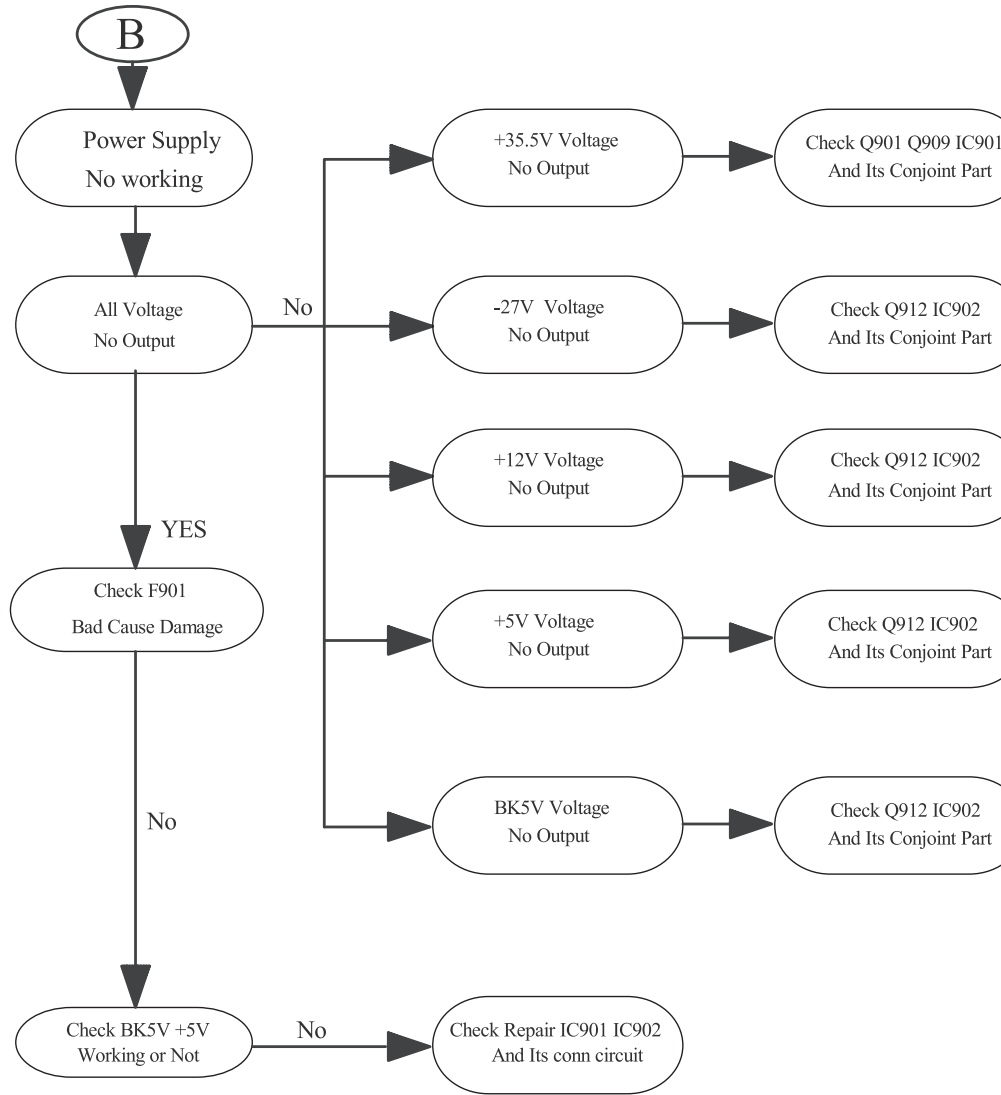 B
Power Supply
No working
All Voltage
No Output
No
YES
Check F901
Bad Cause Damage
No
Check BK5V +5V
Working or Not
No
Check Repair IC901 IC902
And Its conn circuit
+35.5V Voltage
No Output
Check Q901 Q909 IC901
And Its Conjoint Part
-27V Voltage
No Output
Check Q912 IC902
And Its Conjoint Part
+12V Voltage
No Output
Check Q912 IC902
And Its Conjoint Part
+5V Voltage
No Output
Check Q912 IC902
And Its Conjoint Part
BK5V Voltage
No Output
Check Q912 IC902
And Its Conjoint Part